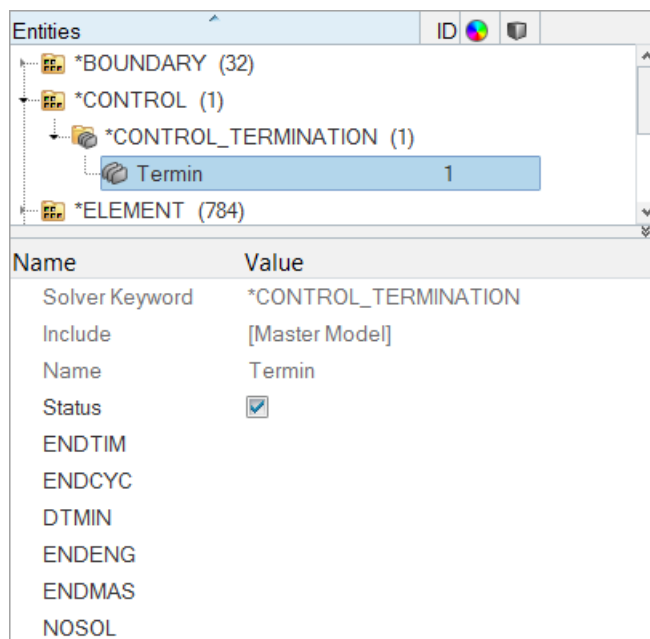 Entities ID
*BOUNDARY (32)
*CONTROL (1)
*CONTROL_TERMINATION (1)
Termin 1
*ELEMENT (784)
Name Value
Solver Keyword *CONTROL_TERMINATION
Include [Master Model]
Name Termin
Status
ENDTIM
ENDCYC
DTMIN
ENDENG
ENDMAS
NOSOL